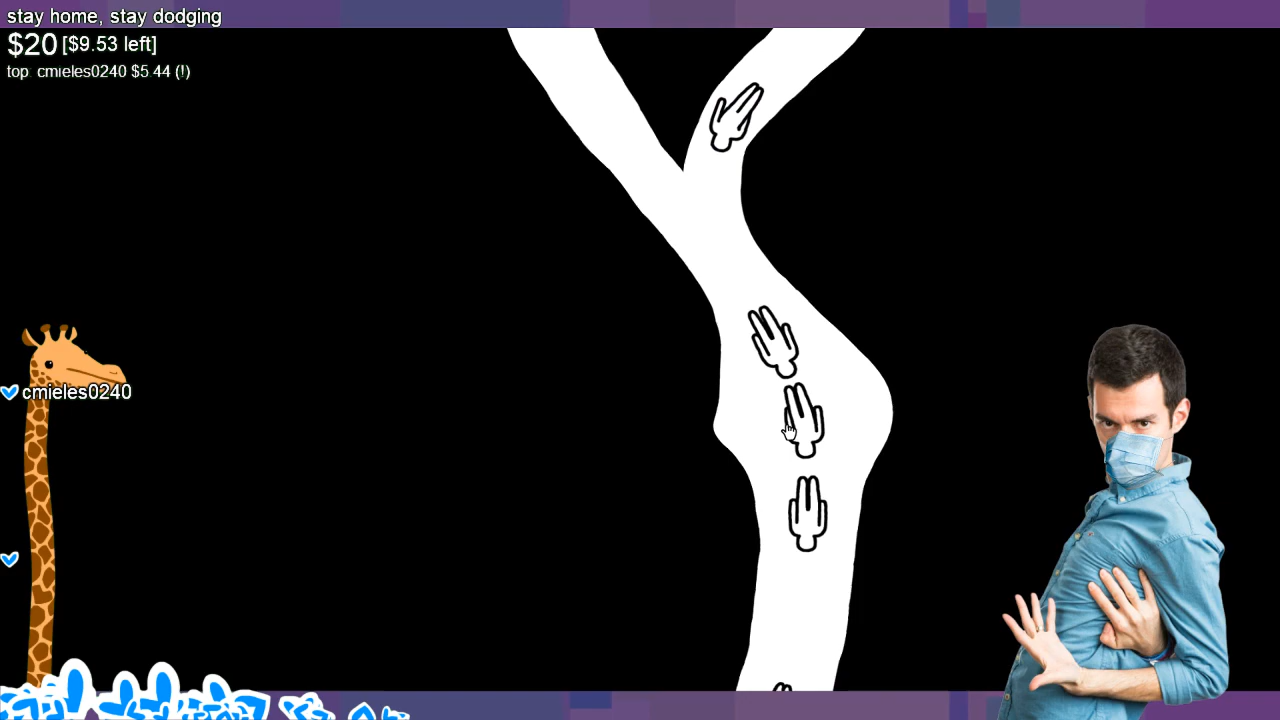 stay home, stay dodging
$20 [$9.53 left]
top: cmieles0240 $5.44 (!)
cmieles0240